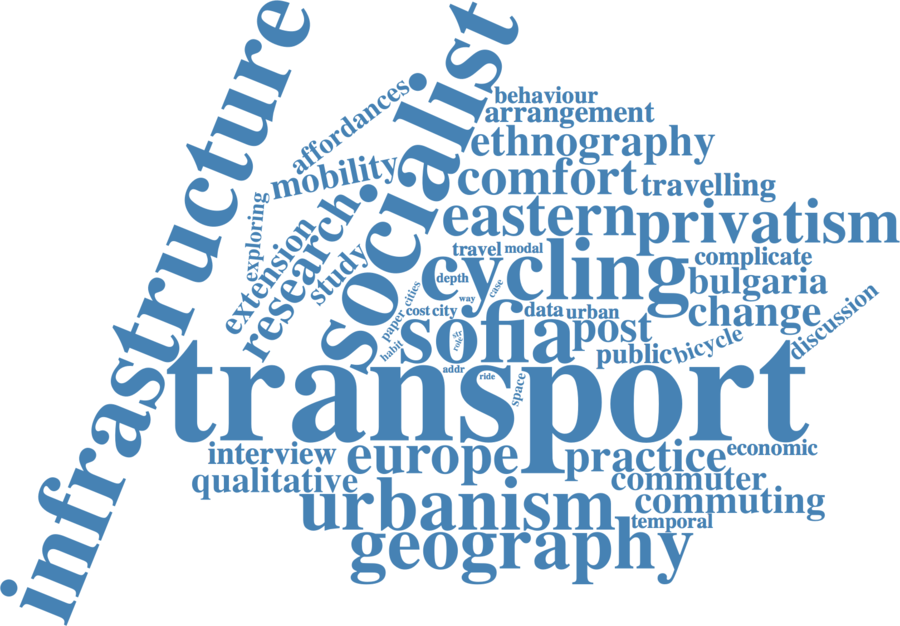 infrastructure
socialist
behaviour
arrangement
affordances
ethnography
mobility
comfort
travelling
exploring
eastern
privatism
extension
research
study
travel
modal
cycling
complicate
depth
bulgaria
way
case
cities
paper
cost
city
data
urban
change
discussion
sofia
post
str
role
habit
public
bicycle
addr
ride
space
transport
interview
europe
practice
economic
qualitative
commuter
urbanism
commuting
temporal
geography